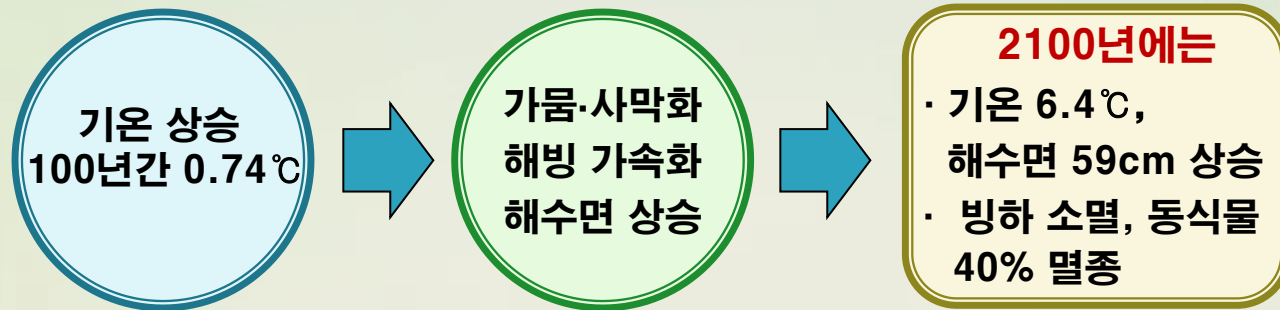 기온 상승
100년간 0.74℃
가뭄·사막화
해빙 가속화
해수면 상승
2100년에는
· 기온 6.4℃,
해수면 59cm 상승
· 빙하 소멸, 동식물
40% 멸종